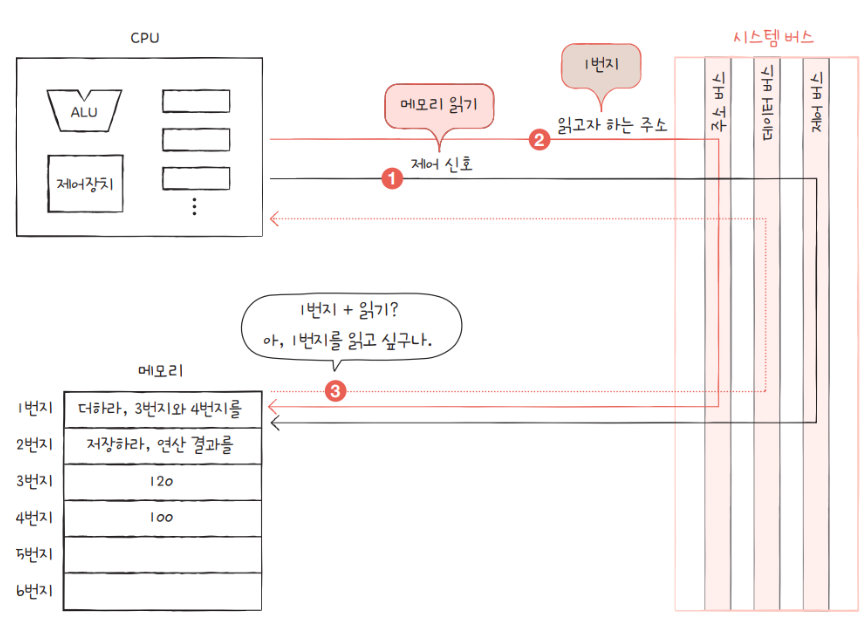 CPU
시스템 버스
ALU
제어장치
메모리 읽기
1번지
2
읽고자 하는 주소
1
제어 신호
주소 버스
데이터 버스
제어 버스
1번지 + 읽기?
아, 1번지를 읽고 싶구나.
3
메모리
1번지 더하라, 3번지와 4번지를
2번지 저장하라, 연산 결과를
3번지 120
4번지 100
5번지
6번지